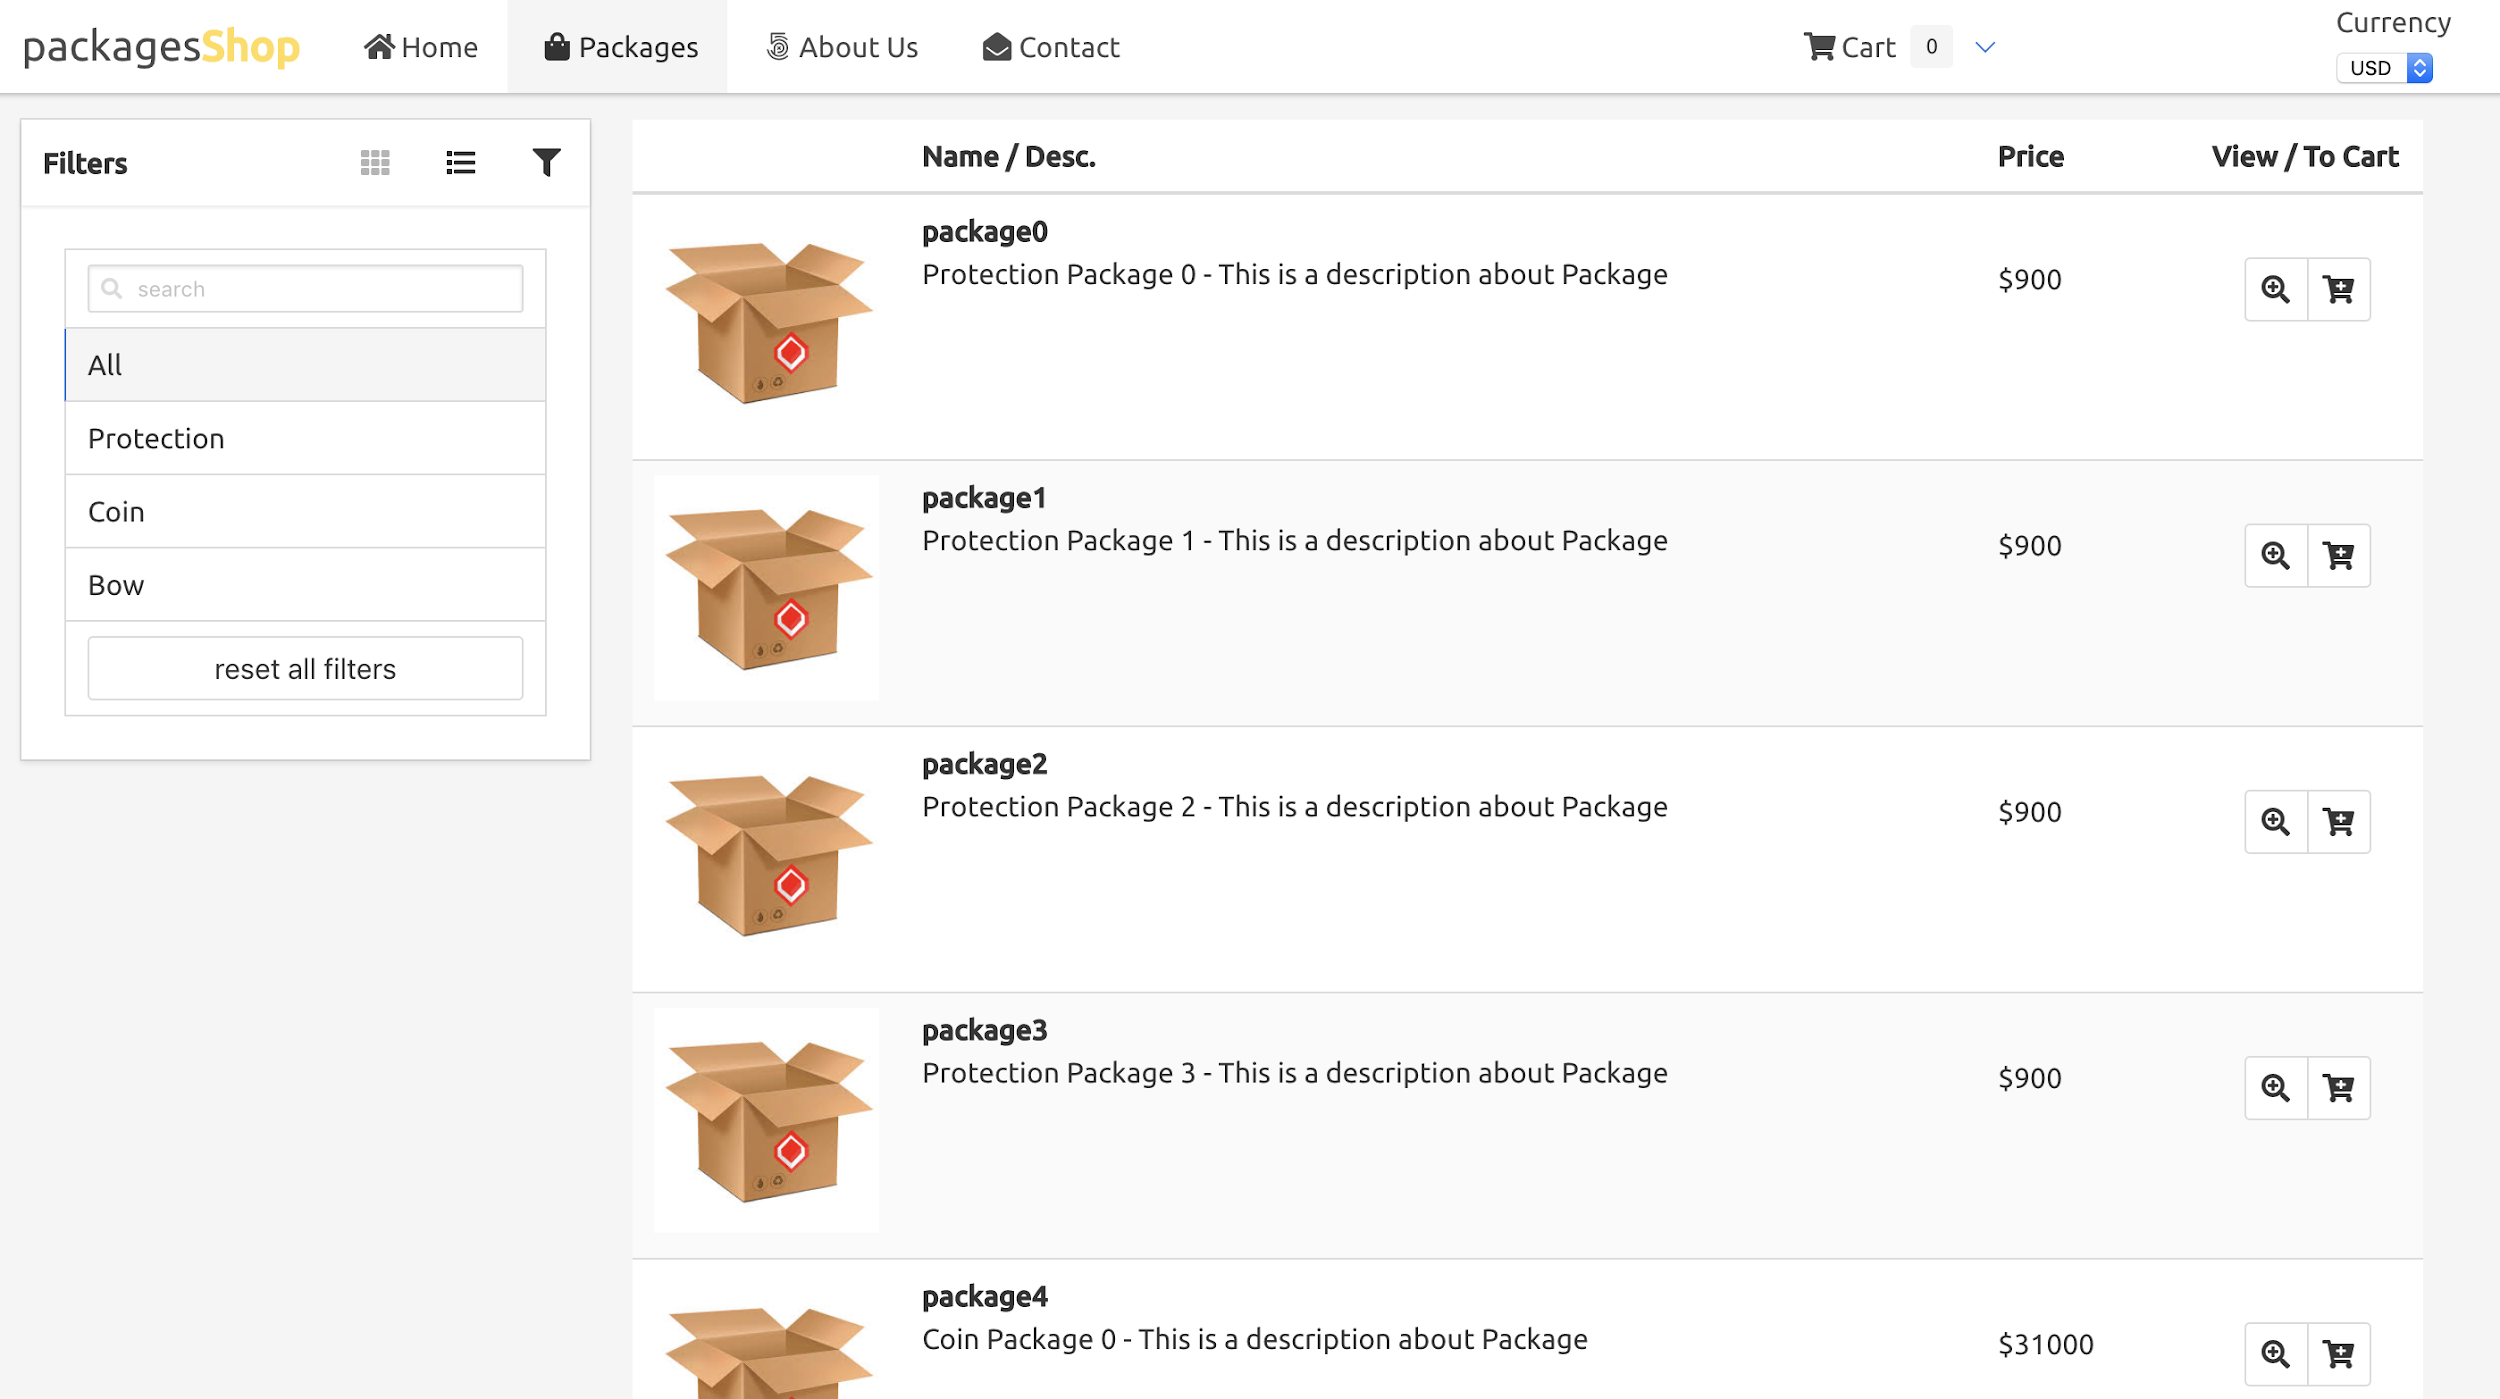 packagesShop Home Packages About Us Contact Cart 0 Currency
USD
Filters
search
All
Protection
Coin
Bow
reset all filters
Name / Desc. Price View / To Cart
package0
Protection Package 0 - This is a description about Package
$900
package1
Protection Package 1 - This is a description about Package
$900
package2
Protection Package 2 - This is a description about Package
$900
package3
Protection Package 3 - This is a description about Package
$900
package4
Coin Package 0 - This is a description about Package
$31000